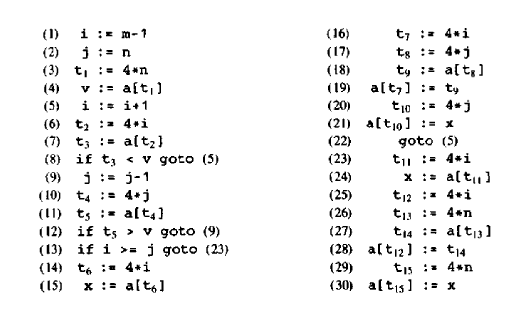 (1) i := m-1
(2) j := n
(3) t₁ := 4*n
(4) v := a[t₁]
(5) i := i+1
(6) t₂ := 4*i
(7) t₃ := a[t₂]
(8) if t₃ < v goto (5)
(9) j := j-1
(10) t₄ := 4*j
(11) t₅ := a[t₄]
(12) if t₅ > v goto (9)
(13) if i >= j goto (23)
(14) t₆ := 4*i
(15) x := a[t₆]
(16) t₇ := 4*i
(17) t₈ := 4*j
(18) t₉ := a[t₈]
(19) a[t₇] := t₉
(20) t₁₀ := 4*j
(21) a[t₁₀] := x
(22) goto (5)
(23) t₁₁ := 4*i
(24) x := a[t₁₁]
(25) t₁₂ := 4*i
(26) t₁₃ := 4*n
(27) t₁₄ := a[t₁₃]
(28) a[t₁₂] := t₁₄
(29) t₁₅ := 4*n
(30) a[t₁₅] := x